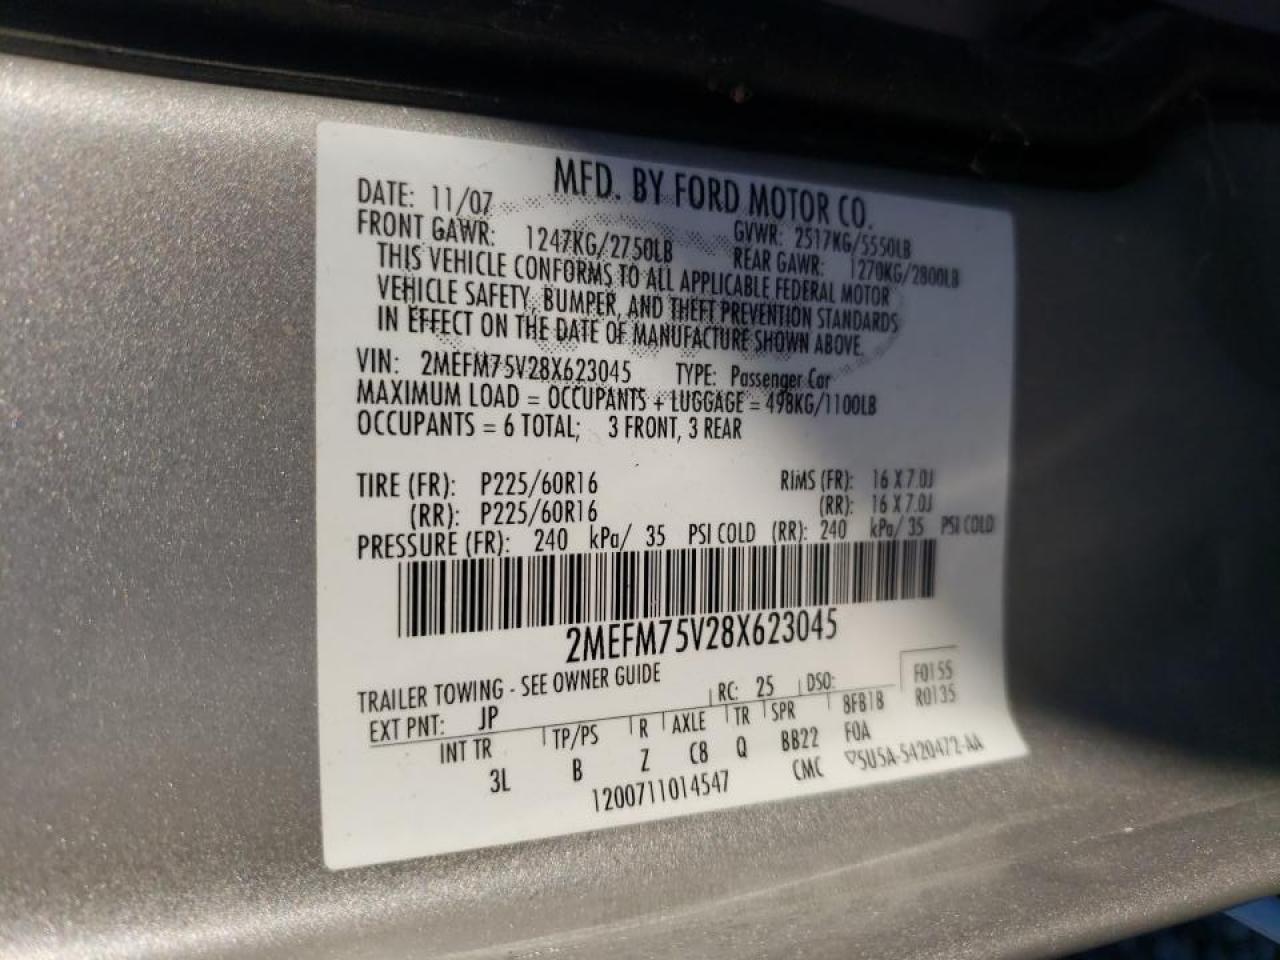 MFD. BY FORD MOTOR CO.
DATE: 11/07 GVWR: 2517KG/5550LB
FRONT GAWR: 1247KG/2750LB REAR GAWR: 1270KG/2800LB
THIS VEHICLE CONFORMS TO ALL APPLICABLE FEDERAL MOTOR
VEHICLE SAFETY, BUMPER, AND THEFT PREVENTION STANDARDS
IN EFFECT ON THE DATE OF MANUFACTURE SHOWN ABOVE.
VIN: 2MEFM75V28X623045 TYPE: Passenger Car
MAXIMUM LOAD = OCCUPANTS + LUGGAGE = 498KG/1100LB
OCCUPANTS = 6 TOTAL; 3 FRONT, 3 REAR
TIRE (FR): P225/60R16 RIMS (FR): 16 X 7.0J
(RR): P225/60R16 (RR): 16 X 7.0J
PRESSURE (FR): 240 kPa/ 35 PSI COLD (RR): 240 kPa/ 35 PSI COLD
2MEFM75V28X623045
TRAILER TOWING - SEE OWNER GUIDE F0155
EXT PNT: JP RC: 25 DSO: R0135
INT TR TP/PS R AXLE TR SPR 8FB18
3L B Z C8 Q BB22 FOA
1200711014547 CMC ▽5U5A-5420472-AA